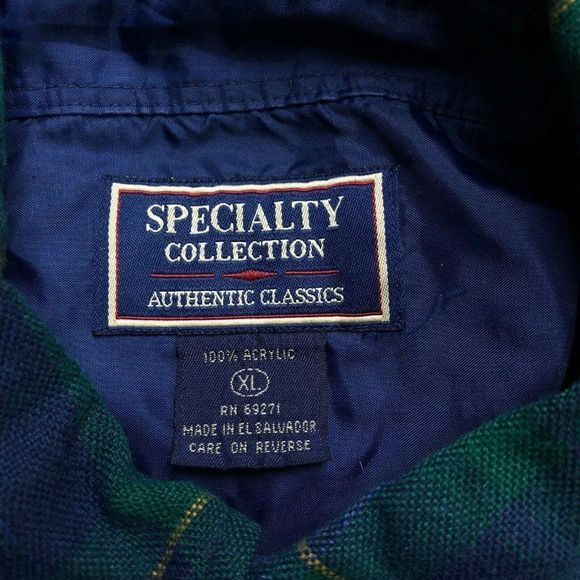 SPECIALTY
COLLECTION
AUTHENTIC CLASSICS
100% ACRYLIC
XL
RN 69271
MADE IN EL SALVADOR
CARE ON REVERSE